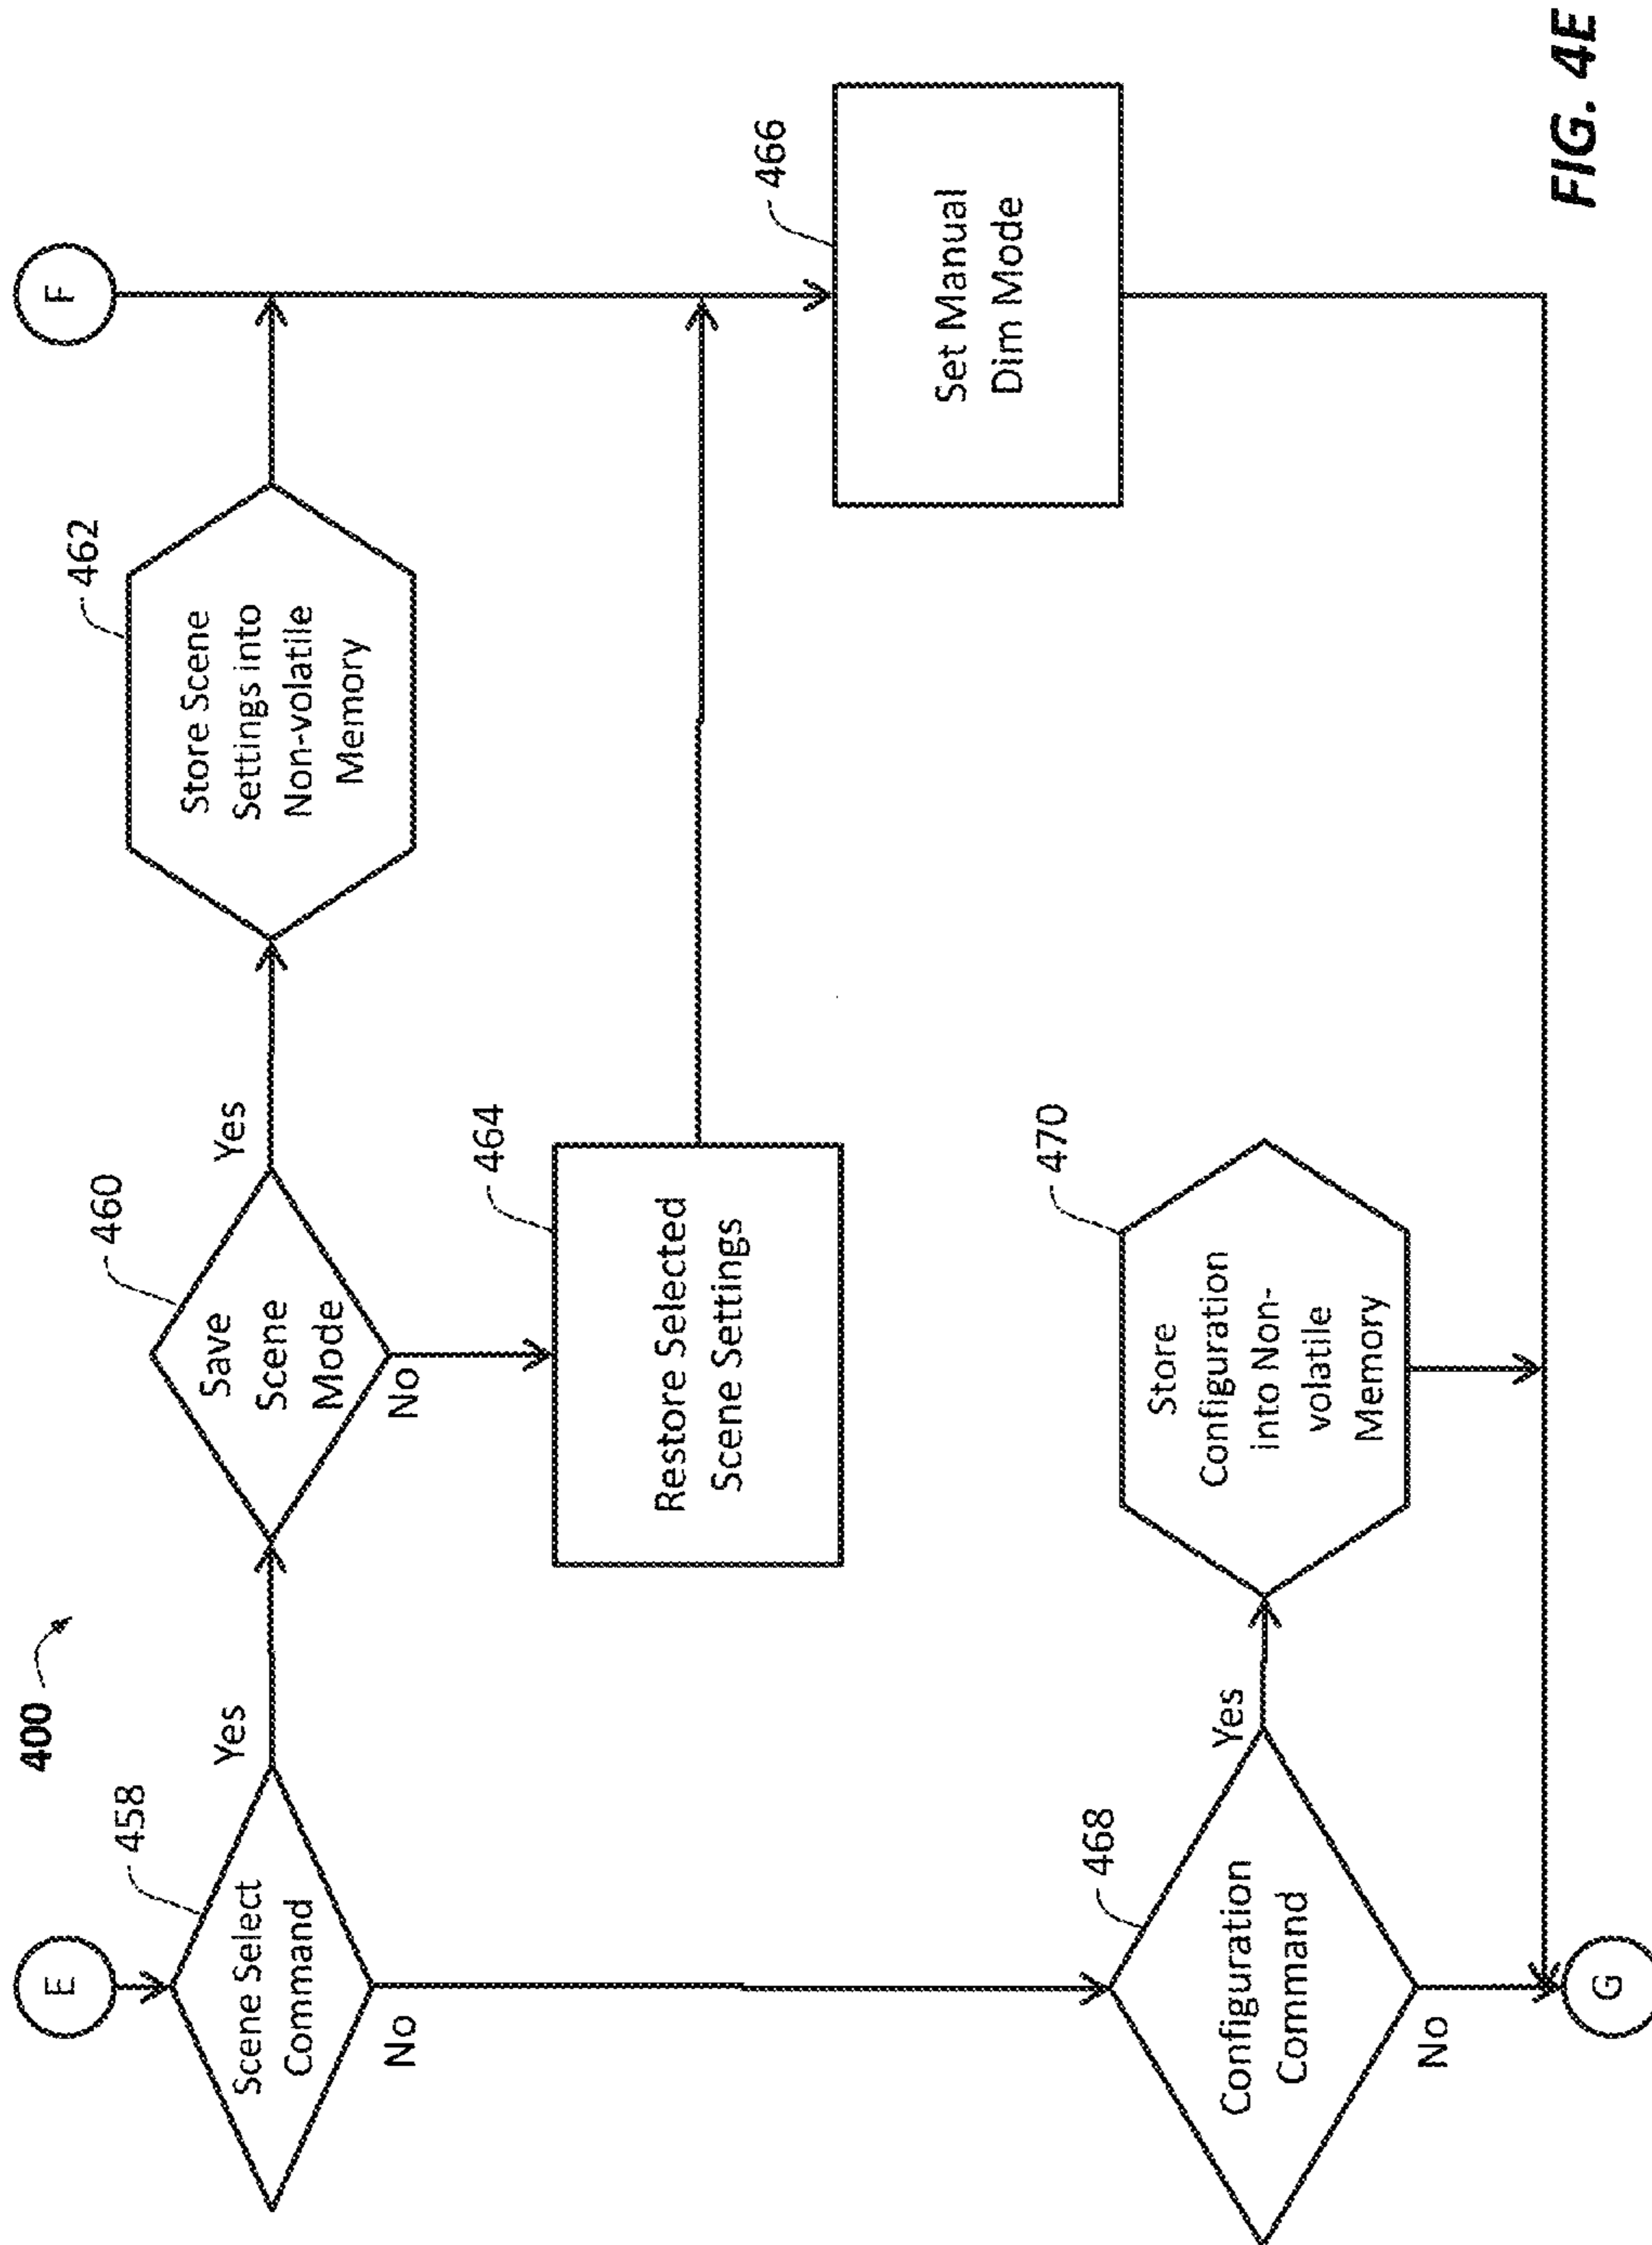 400
E
458
Scene Select
Command
Yes
No
460
Save
Scene
Mode
Yes
No
462
Store Scene
Settings into
Non-volatile
Memory
F
464
Restore Selected
Scene Settings
466
Set Manual
Dim Mode
468
Configuration
Command
Yes
No
470
Store
Configuration
into Non-
volatile
Memory
G
FIG. 4E